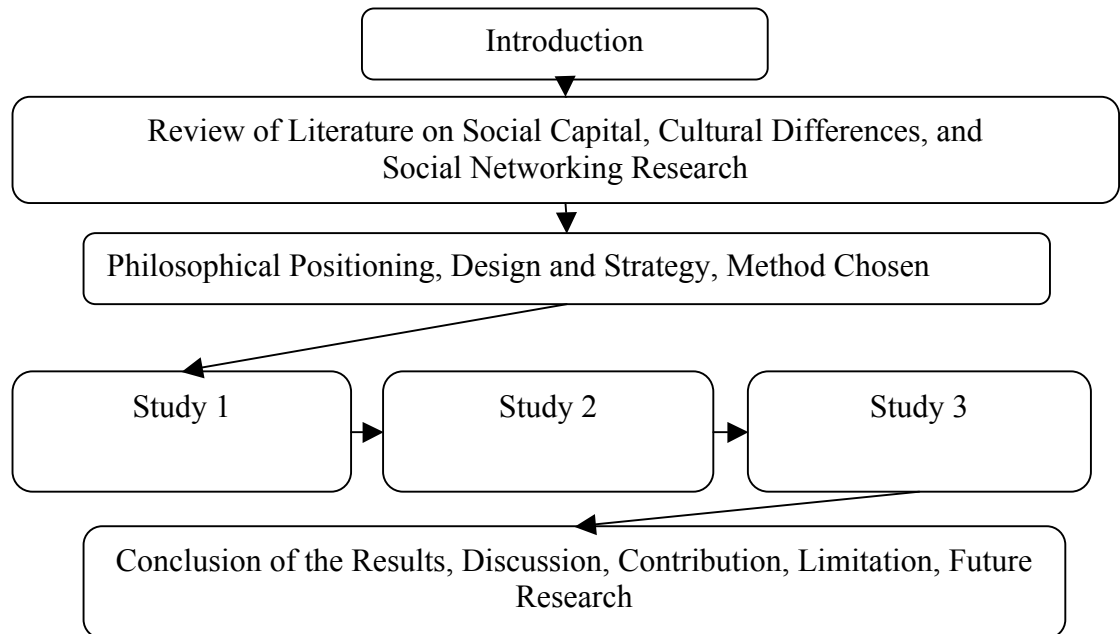 Introduction
Review of Literature on Social Capital, Cultural Differences, and
Social Networking Research
Philosophical Positioning, Design and Strategy, Method Chosen
Study 1
Study 2
Study 3
Conclusion of the Results, Discussion, Contribution, Limitation, Future
Research